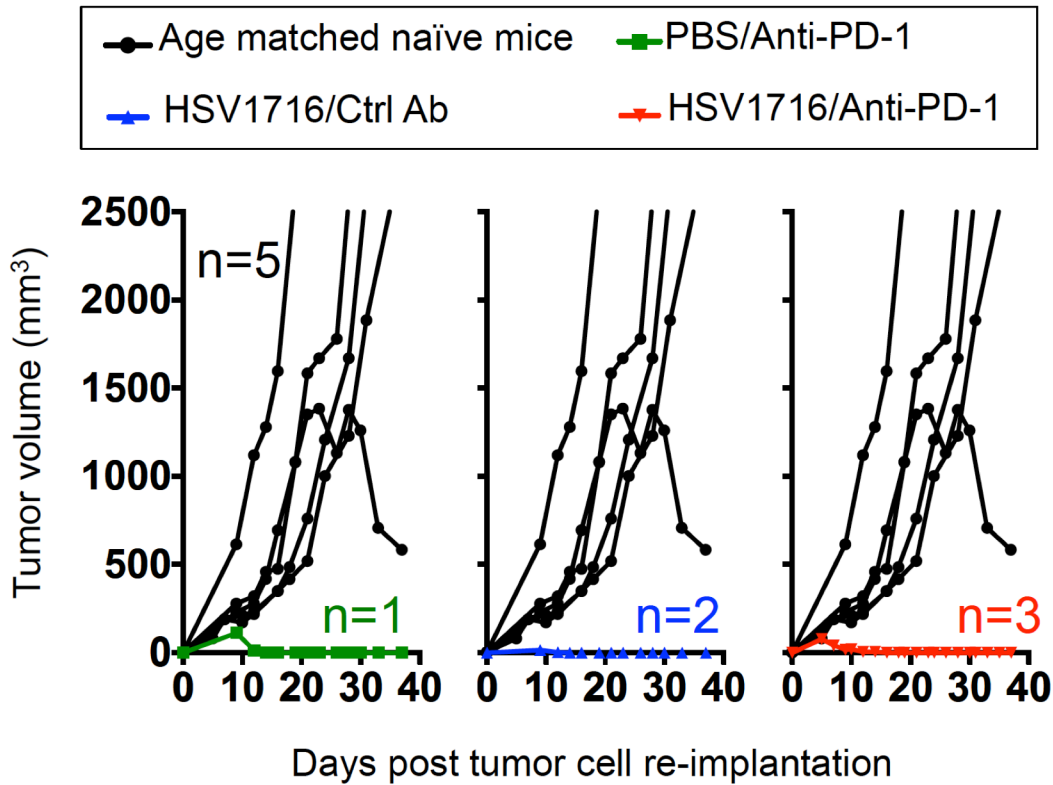 Age matched naïve mice PBS/Anti-PD-1
HSV1716/Ctrl Ab HSV1716/Anti-PD-1
Tumor volume (mm³)
2500
2000
1500
1000
500
0
n=5
n=1 n=2 n=3
0 10 20 30 40 0 10 20 30 40 0 10 20 30 40
Days post tumor cell re-implantation